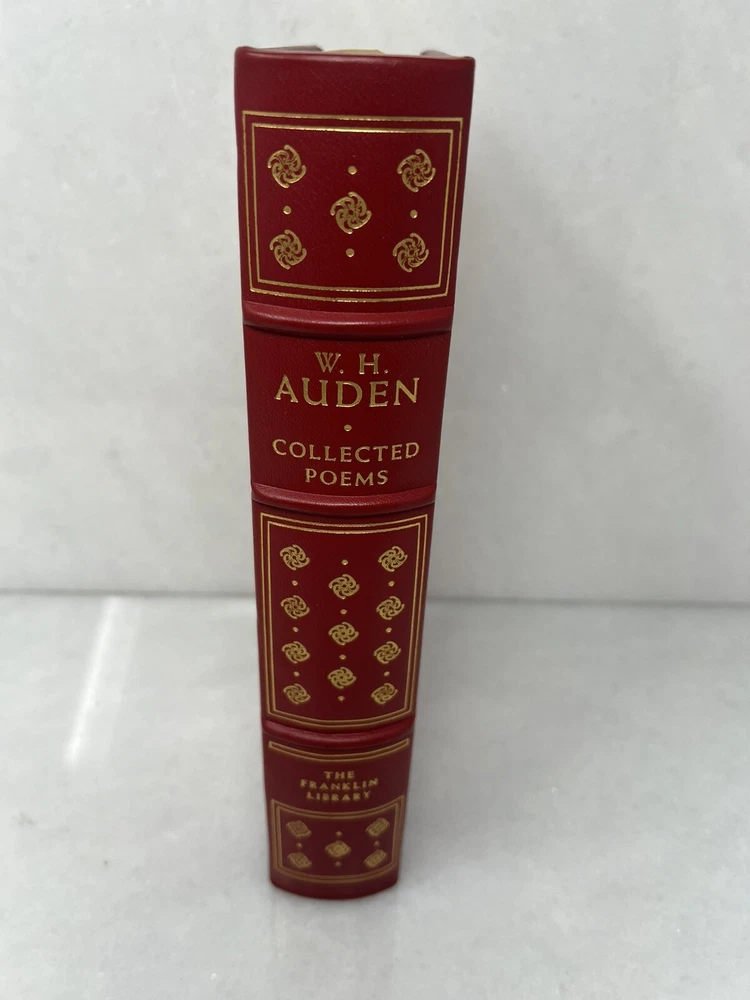 W. H.
AUDEN
COLLECTED
POEMS
THE
FRANKLIN
LIBRARY